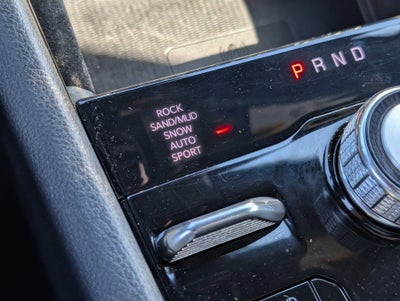 P R N D
ROCK
SAND/MUD
SNOW
AUTO
SPORT